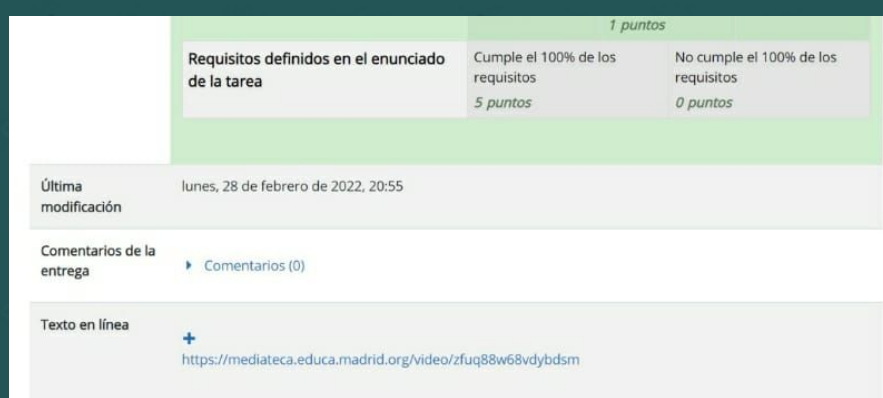 1 puntos
Requisitos definidos en el enunciado
de la tarea
Cumple el 100% de los
requisitos
5 puntos
No cumple el 100% de los
requisitos
0 puntos
Última
modificación
lunes, 28 de febrero de 2022, 20:55
Comentarios de la
entrega
Comentarios (0)
Texto en línea
https://mediateca.educa.madrid.org/video/zfuq88w68vdybdsm